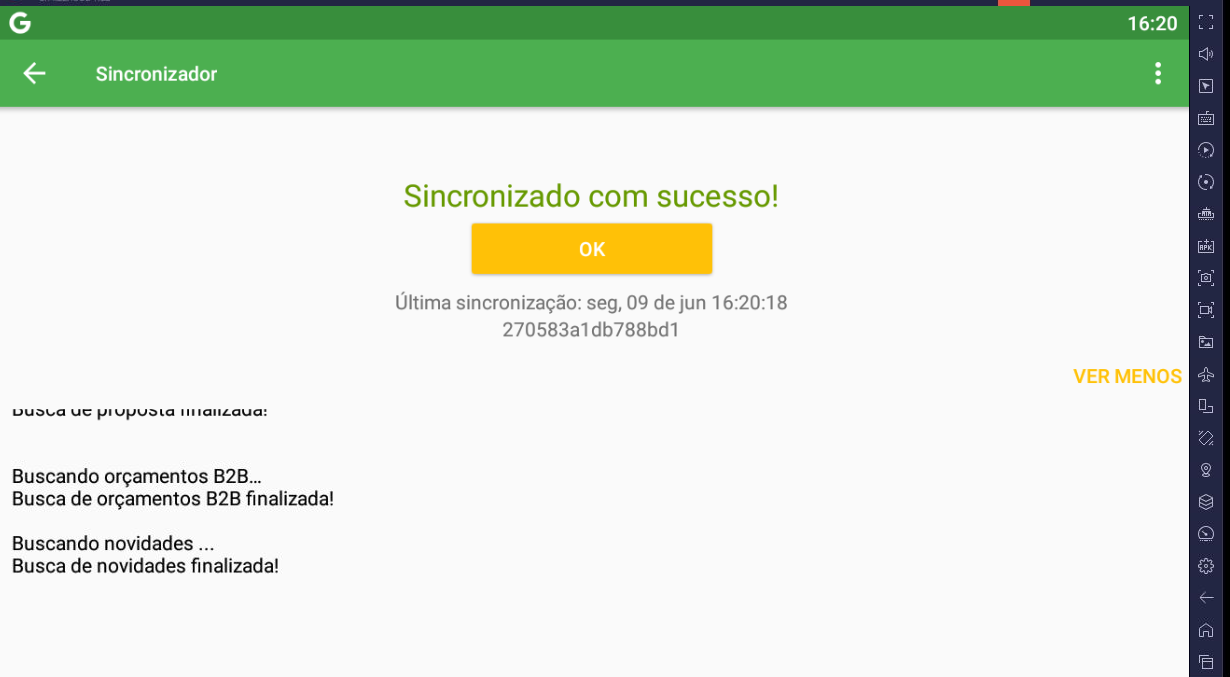 G
16:20
Sincronizador
Sincronizado com sucesso!
OK
Última sincronização: seg, 09 de jun 16:20:18
270583a1db788bd1
VER MENOS
Busca de proposta finalizada!
Buscando orçamentos B2B...
Busca de orçamentos B2B finalizada!
Buscando novidades ...
Busca de novidades finalizada!